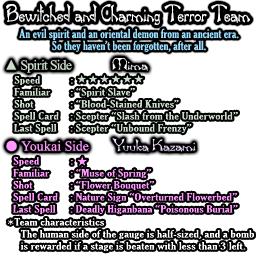 Bewitched and Charming Terror Team
An evil spirit and an oriental demon from an ancient era.
So they haven't been forgotten, after all.
▲ Spirit Side Mima
Speed : ★★★★★★
Familiar : "Spirit Slave"
Shot : "Blood-Stained Knives"
Spell Card : Scepter "Slash from the Underworld"
Last Spell : Scepter "Unbound Frenzy"
● Youkai Side Yuuka Kazami
Speed : ★
Familiar : "Muse of Spring"
Shot : "Flower Bouquet"
Spell Card : Nature Sign "Overturned Flowerbed"
Last Spell : Deadly Higanbana "Poisonous Burial"
*Team characteristics
The human side of the gauge is half-sized, and a bomb
is rewarded if a stage is beaten with less than 3 left.